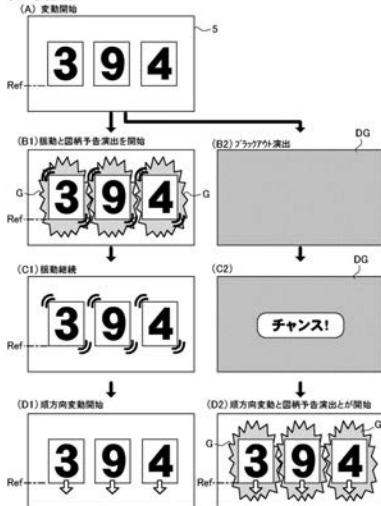 (A) 変動開始
3 9 4
5
Ref
(B1)揺動と図柄予告演出を開始
G
3 9 4
G
Ref
(B2)ブラックアウト演出
DG
(C1)揺動継続
3 9 4
Ref
(C2)
DG
チャンス!
(D1)順方向変動開始
3 9 4
Ref
(D2)順方向変動と図柄予告演出とが開始
G
G
3 9 4
Ref